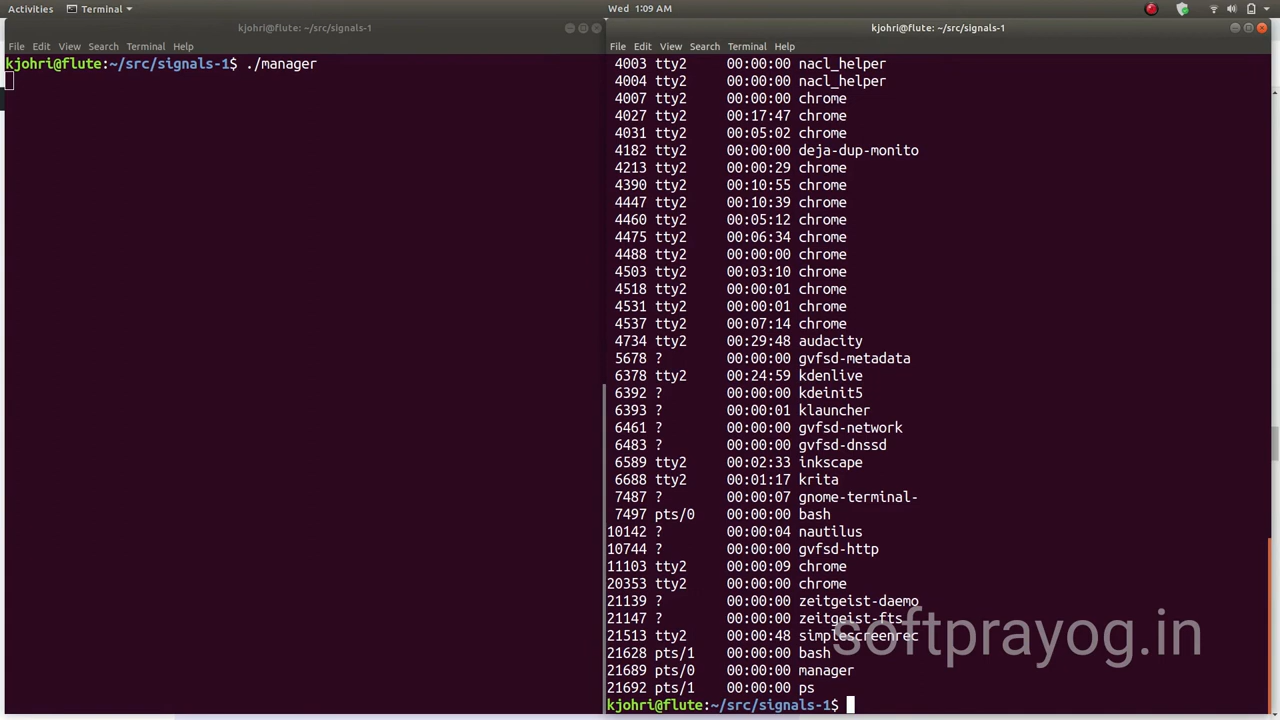 Activities Terminal Wed 1:09 AM
kjohri@flute: ~/src/signals-1
File Edit View Search Terminal Help
kjohri@flute:~/src/signals-1$ ./manager
kjohri@flute: ~/src/signals-1
File Edit View Search Terminal Help
4003 tty2 00:00:00 nacl_helper
4004 tty2 00:00:00 nacl_helper
4007 tty2 00:00:00 chrome
4027 tty2 00:17:47 chrome
4031 tty2 00:05:02 chrome
4182 tty2 00:00:00 deja-dup-monito
4213 tty2 00:00:29 chrome
4390 tty2 00:10:55 chrome
4447 tty2 00:10:39 chrome
4460 tty2 00:05:12 chrome
4475 tty2 00:06:34 chrome
4488 tty2 00:00:00 chrome
4503 tty2 00:03:10 chrome
4518 tty2 00:00:01 chrome
4531 tty2 00:00:01 chrome
4537 tty2 00:07:14 chrome
4734 tty2 00:29:48 audacity
5678 ? 00:00:00 gvfsd-metadata
6378 tty2 00:24:59 kdenlive
6392 ? 00:00:00 kdeinit5
6393 ? 00:00:01 klauncher
6461 ? 00:00:00 gvfsd-network
6483 ? 00:00:00 gvfsd-dnssd
6589 tty2 00:02:33 inkscape
6688 tty2 00:01:17 krita
7487 ? 00:00:07 gnome-terminal-
7497 pts/0 00:00:00 bash
10142 ? 00:00:04 nautilus
10744 ? 00:00:00 gvfsd-http
11103 tty2 00:00:09 chrome
20353 tty2 00:00:00 chrome
21139 ? 00:00:00 zeitgeist-daemo
21147 ? 00:00:00 zeitgeist-fts
21513 tty2 00:00:48 simplescreenrec
21628 pts/1 00:00:00 bash
21689 pts/0 00:00:00 manager
21692 pts/1 00:00:00 ps
kjohri@flute:~/src/signals-1$
softprayog.in